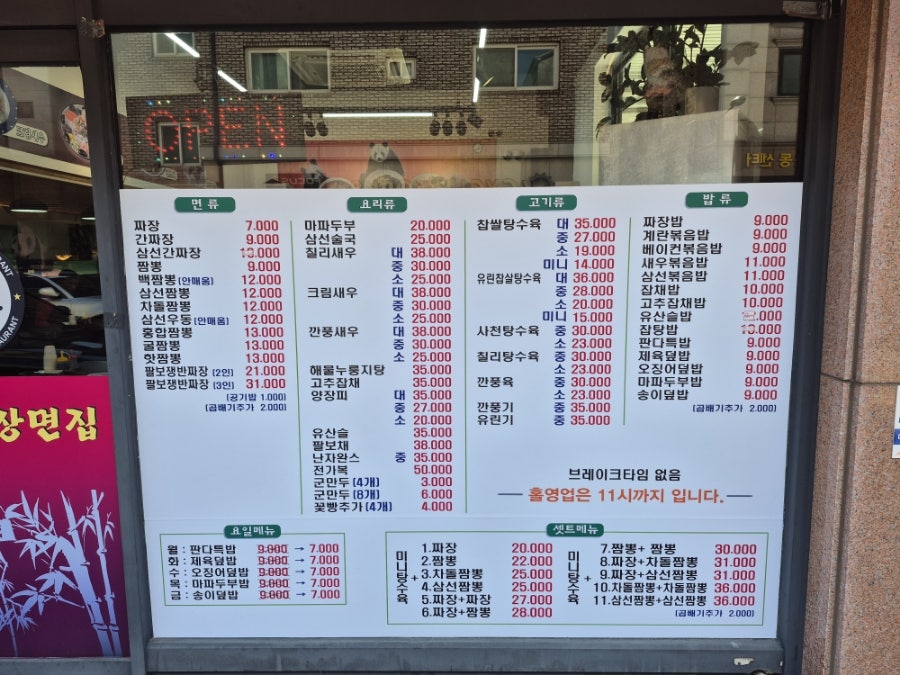 OPEN
상면집
면 류
짜장 7.000
간짜장 9.000
삼선간짜장 10.000
짬뽕 9.000
백짬뽕 (안매움) 12.000
삼선짬뽕 12.000
차돌짬뽕 12.000
삼선우동 (안매움) 12.000
홍합짬뽕 13.000
굴짬뽕 13.000
핫짬뽕 13.000
팔보쟁반짜장 (2인) 21.000
팔보쟁반짜장 (3인) 31.000
(공기밥 1.000)
(곱배기추가 2.000)
요리류
마파두부 20.000
삼선술국 25.000
칠리새우 대 38.000
중 30.000
소 25.000
크림새우 대 38.000
중 30.000
소 25.000
깐풍새우 대 38.000
중 30.000
소 25.000
해물누룽지탕 35.000
고추잡채 35.000
양장피 대 35.000
중 27.000
소 20.000
유산슬 35.000
팔보채 38.000
난자완스 중 35.000
전가복 50.000
군만두 (4개) 3.000
군만두 (8개) 6.000
꽃빵추가 (4개) 4.000
고기류
찹쌀탕수육 대 35.000
중 27.000
소 19.000
미니 14.000
유린찹살탕수육 대 36.000
중 28.000
소 20.000
미니 15.000
사천탕수육 중 30.000
소 23.000
칠리탕수육 중 30.000
소 23.000
깐풍육 중 30.000
소 23.000
깐풍기 중 35.000
유린기 중 35.000
밥 류
짜장밥 9.000
계란볶음밥 9.000
베이컨볶음밥 9.000
새우볶음밥 11.000
삼선볶음밥 11.000
잡채밥 10.000
고추잡채밥 10.000
유산슬밥
잠탕밥
판다특밥 9.000
제육덮밥 9.000
오징어덮밥 9.000
마파두부밥 9.000
송이덮밥 9.000
(곱배기추가 2.000)
브레이크타임 없음
홀영업은 11시까지 입니다.
요일메뉴
월 : 판다특밥 9.000 → 7.000
화 : 제육덮밥 9.000 → 7.000
수 : 오징어덮밥 9.000 → 7.000
목 : 마파두부밥 9.000 → 7.000
금 : 송이덮밥 9.000 → 7.000
셋트메뉴
미니탕수육 +
1.짜장 20.000
2.짬뽕 22.000
3.차돌짬뽕 25.000
4.삼선짬뽕 25.000
5.짜장+짜장 27.000
6.짜장+짬뽕 28.000
미니탕수육 +
7.짬뽕+ 짬뽕 30.000
8.짜장+차돌짬뽕 31.000
9.짜장+삼선짬뽕 31.000
10.차돌짬뽕+차돌짬뽕 36.000
11.삼선짬뽕+삼선짬뽕 36.000
(곱배기추가 2.000)